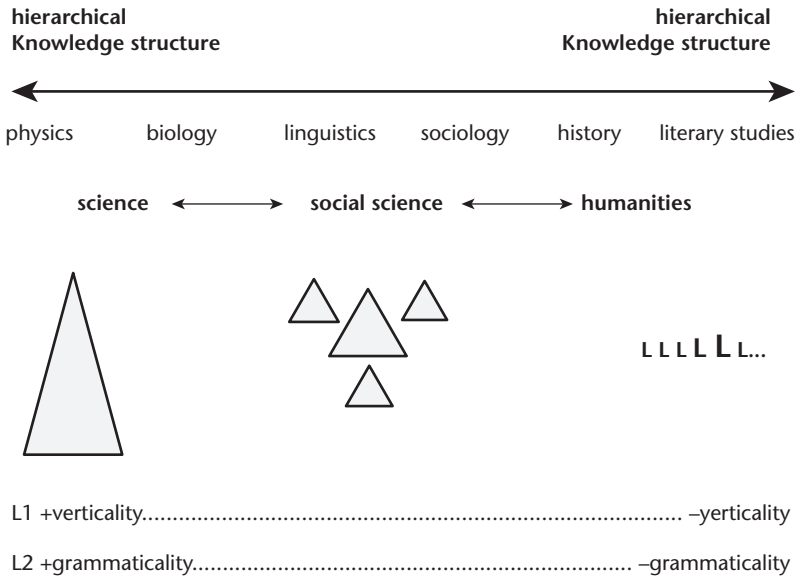 hierarchical
Knowledge structure
hierarchical
Knowledge structure
physics biology linguistics sociology history literary studies
science social science humanities
L L L L L L...
L1 +verticality.................................................................................... –yerticality
L2 +grammaticality..................................................................... –grammaticality